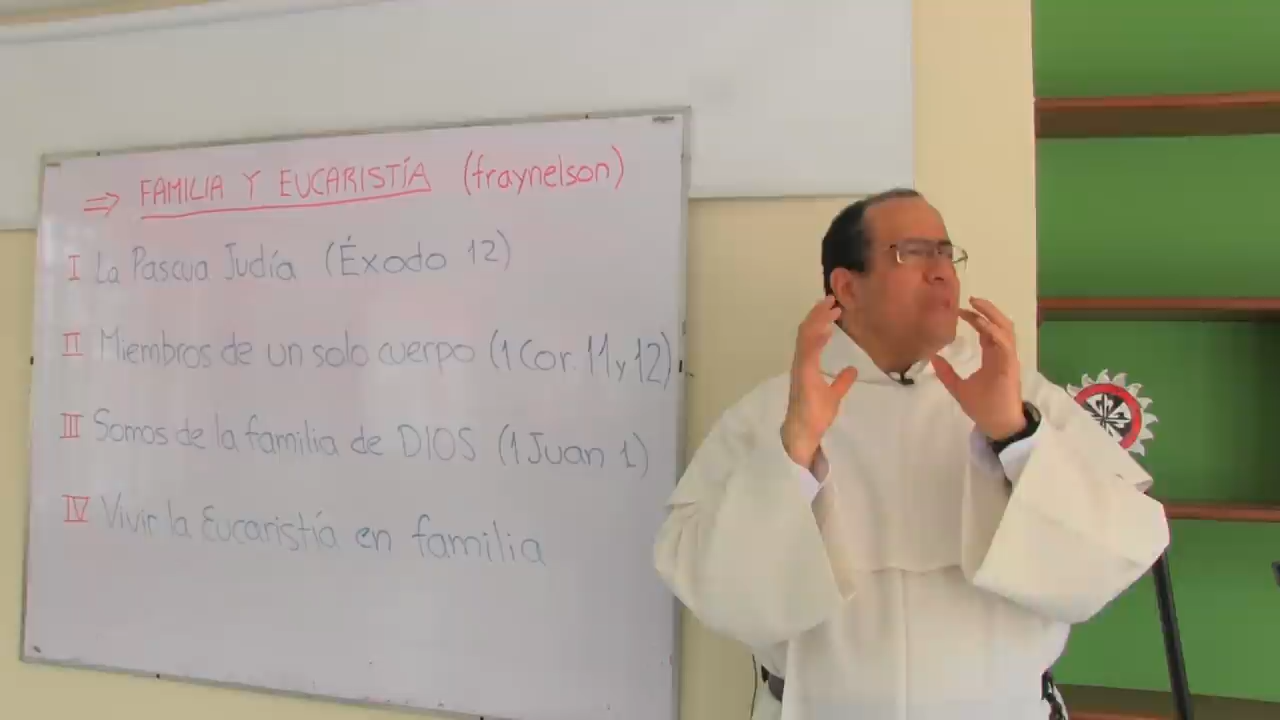 ⇒ FAMILIA Y EUCARISTÍA (fraynelson)
I La Pascua Judía (Éxodo 12)
II Miembros de un solo cuerpo (1 Cor. 11 y 12)
III Somos de la familia de DIOS (1 Juan 1)
IV Vivir la Eucaristía en familia